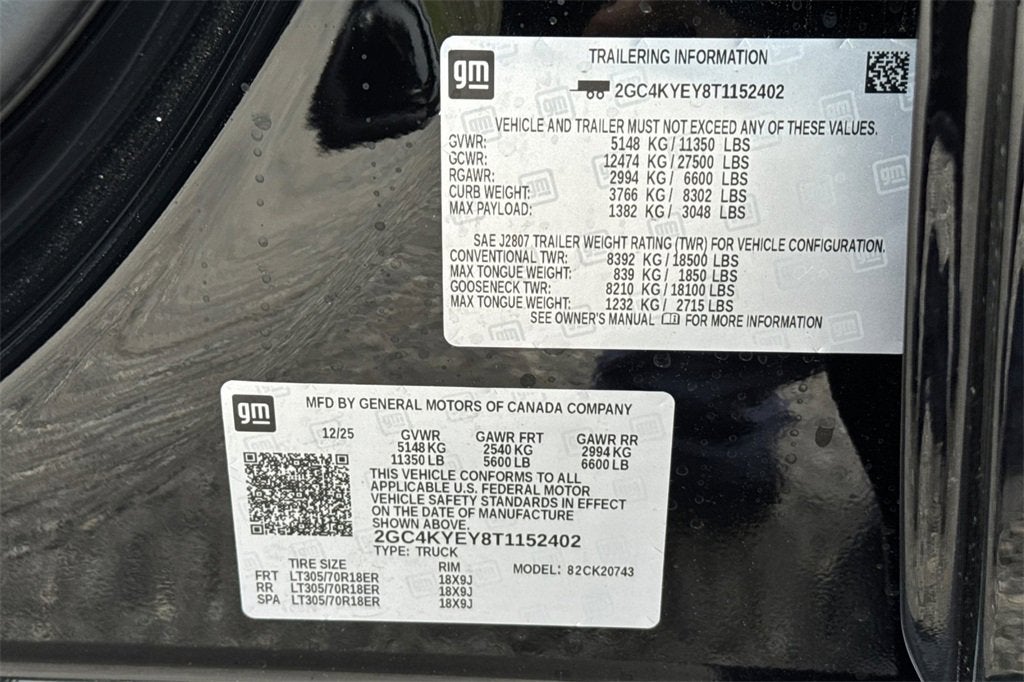 gm
TRAILERING INFORMATION
2GC4KYEY8T1152402
VEHICLE AND TRAILER MUST NOT EXCEED ANY OF THESE VALUES.
GVWR: 5148 KG / 11350 LBS
GCWR: 12474 KG / 27500 LBS
RGAWR: 2994 KG / 6600 LBS
CURB WEIGHT: 3766 KG / 8302 LBS
MAX PAYLOAD: 1382 KG / 3048 LBS
SAE J2807 TRAILER WEIGHT RATING (TWR) FOR VEHICLE CONFIGURATION.
CONVENTIONAL TWR: 8392 KG / 18500 LBS
MAX TONGUE WEIGHT: 839 KG / 1850 LBS
GOOSENECK TWR: 8210 KG / 18100 LBS
MAX TONGUE WEIGHT: 1232 KG / 2715 LBS
SEE OWNER'S MANUAL FOR MORE INFORMATION
gm
MFD BY GENERAL MOTORS OF CANADA COMPANY
12/25 GVWR GAWR FRT GAWR RR
5148 KG 2540 KG 2994 KG
11350 LB 5600 LB 6600 LB
THIS VEHICLE CONFORMS TO ALL
APPLICABLE U.S. FEDERAL MOTOR
VEHICLE SAFETY STANDARDS IN EFFECT
ON THE DATE OF MANUFACTURE
SHOWN ABOVE.
2GC4KYEY8T1152402
TYPE: TRUCK
TIRE SIZE RIM MODEL: 82CK20743
FRT LT305/70R18ER 18X9J
RR LT305/70R18ER 18X9J
SPA LT305/70R18ER 18X9J